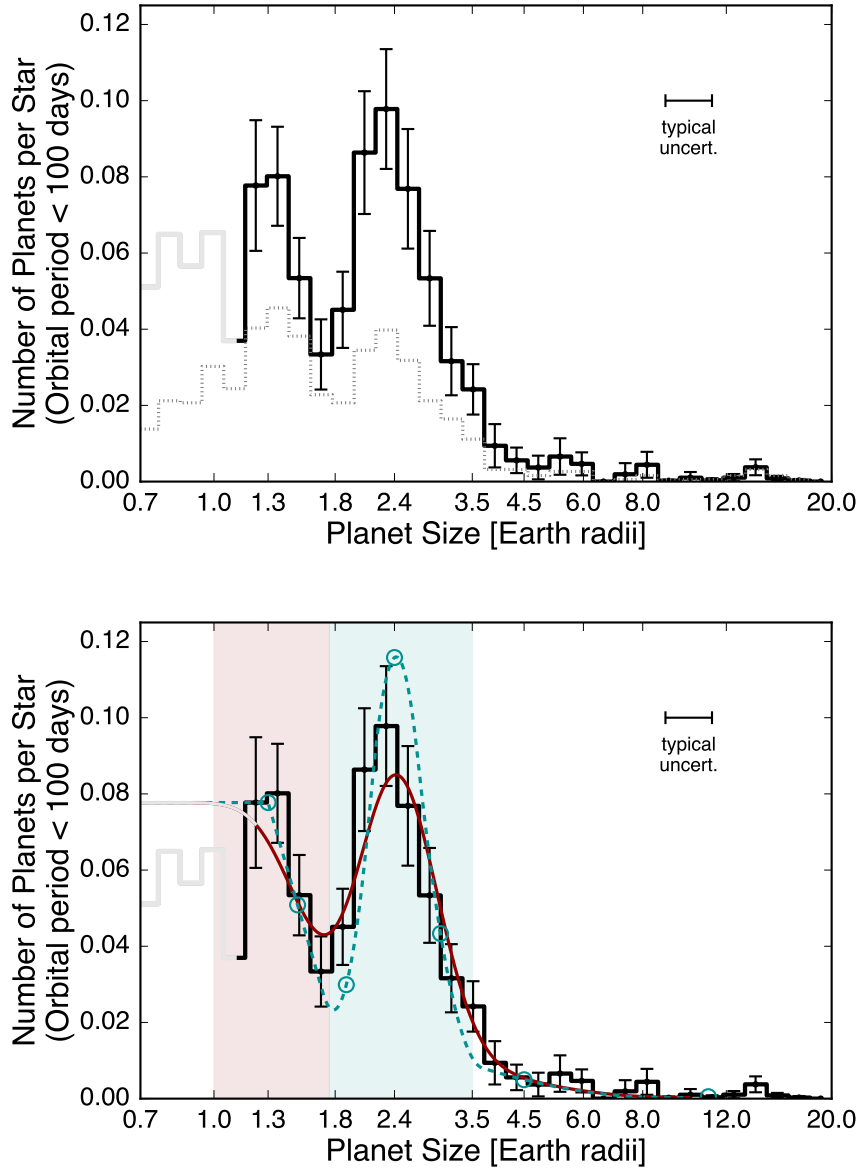 Number of Planets per Star
(Orbital period < 100 days)
0.12
0.10
0.08
0.06
0.04
0.02
0.00
typical
uncert.
0.7 1.0 1.3 1.8 2.4 3.5 4.5 6.0 8.0 12.0 20.0
Planet Size [Earth radii]
Number of Planets per Star
(Orbital period < 100 days)
0.12
0.10
0.08
0.06
0.04
0.02
0.00
typical
uncert.
0.7 1.0 1.3 1.8 2.4 3.5 4.5 6.0 8.0 12.0 20.0
Planet Size [Earth radii]